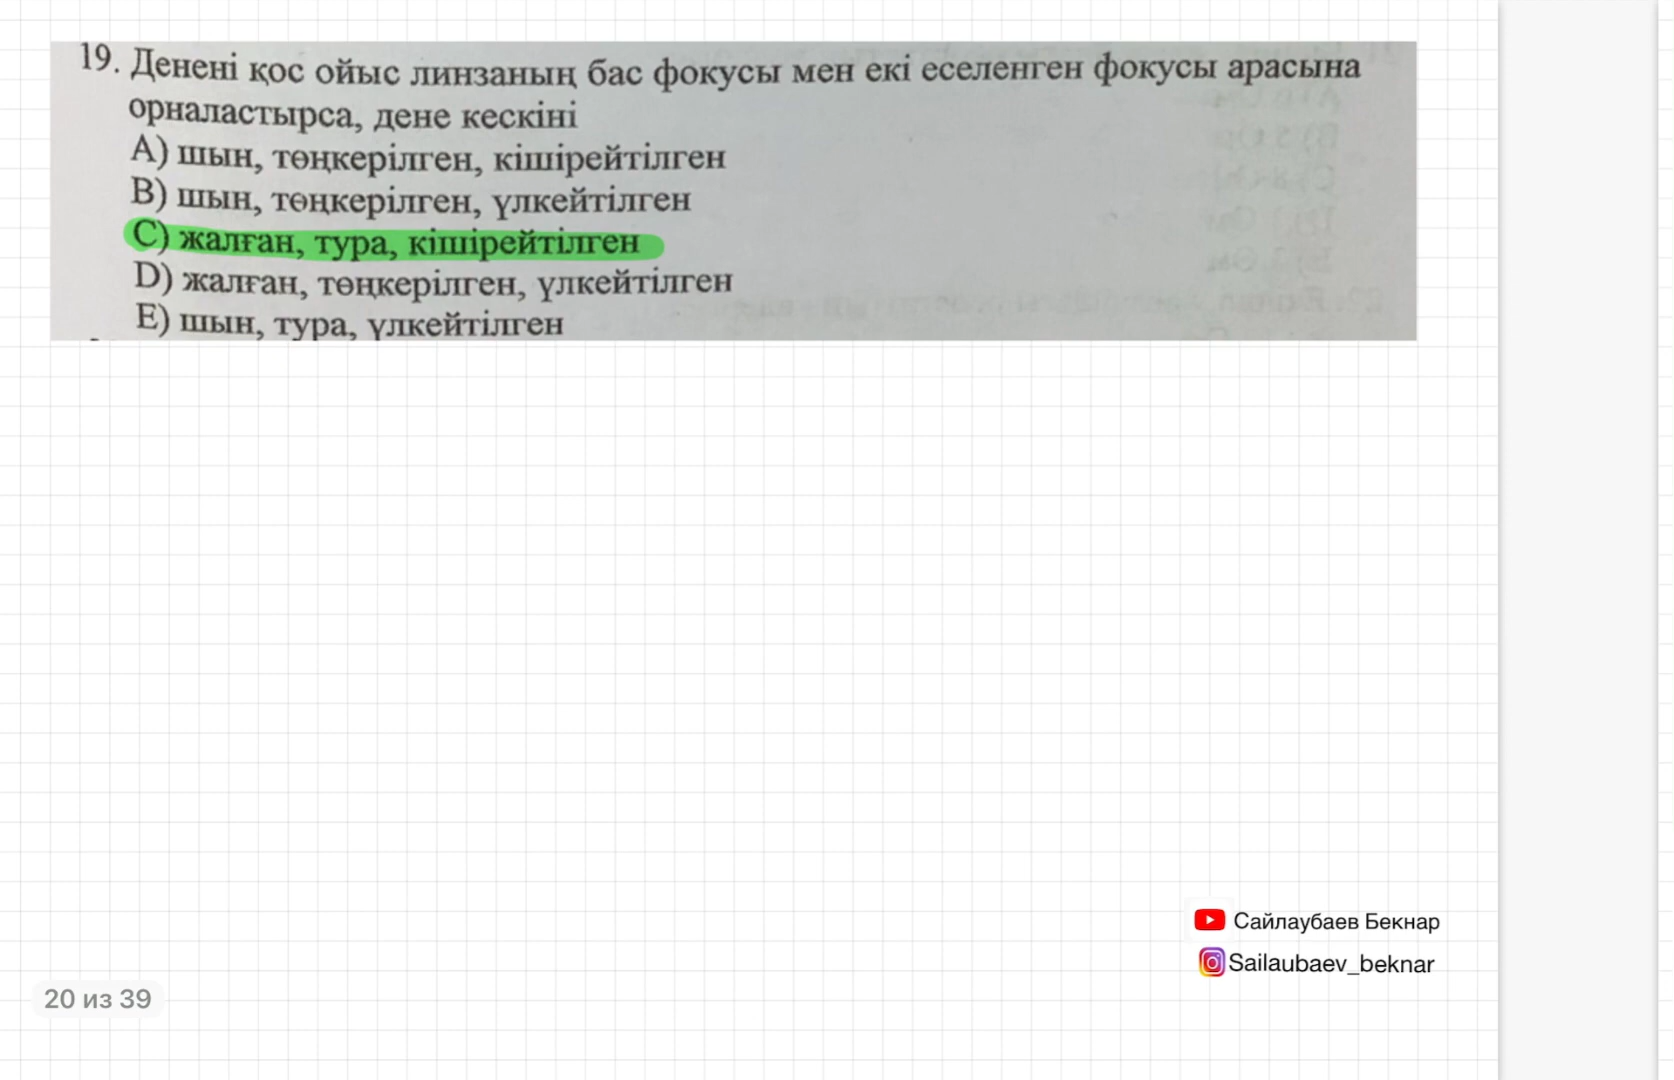 19. Денені қос ойыс линзаның бас фокусы мен екі еселенген фокусы арасына
орналастырса, дене кескіні
A) шын, төңкерілген, кішірейтілген
B) шын, төңкерілген, үлкейтілген
C) жалған, тура, кішірейтілген
D) жалған, төңкерілген, үлкейтілген
E) шын, тура, үлкейтілген
Сайлаубаев Бекнар
Sailaubaev_beknar
20 из 39